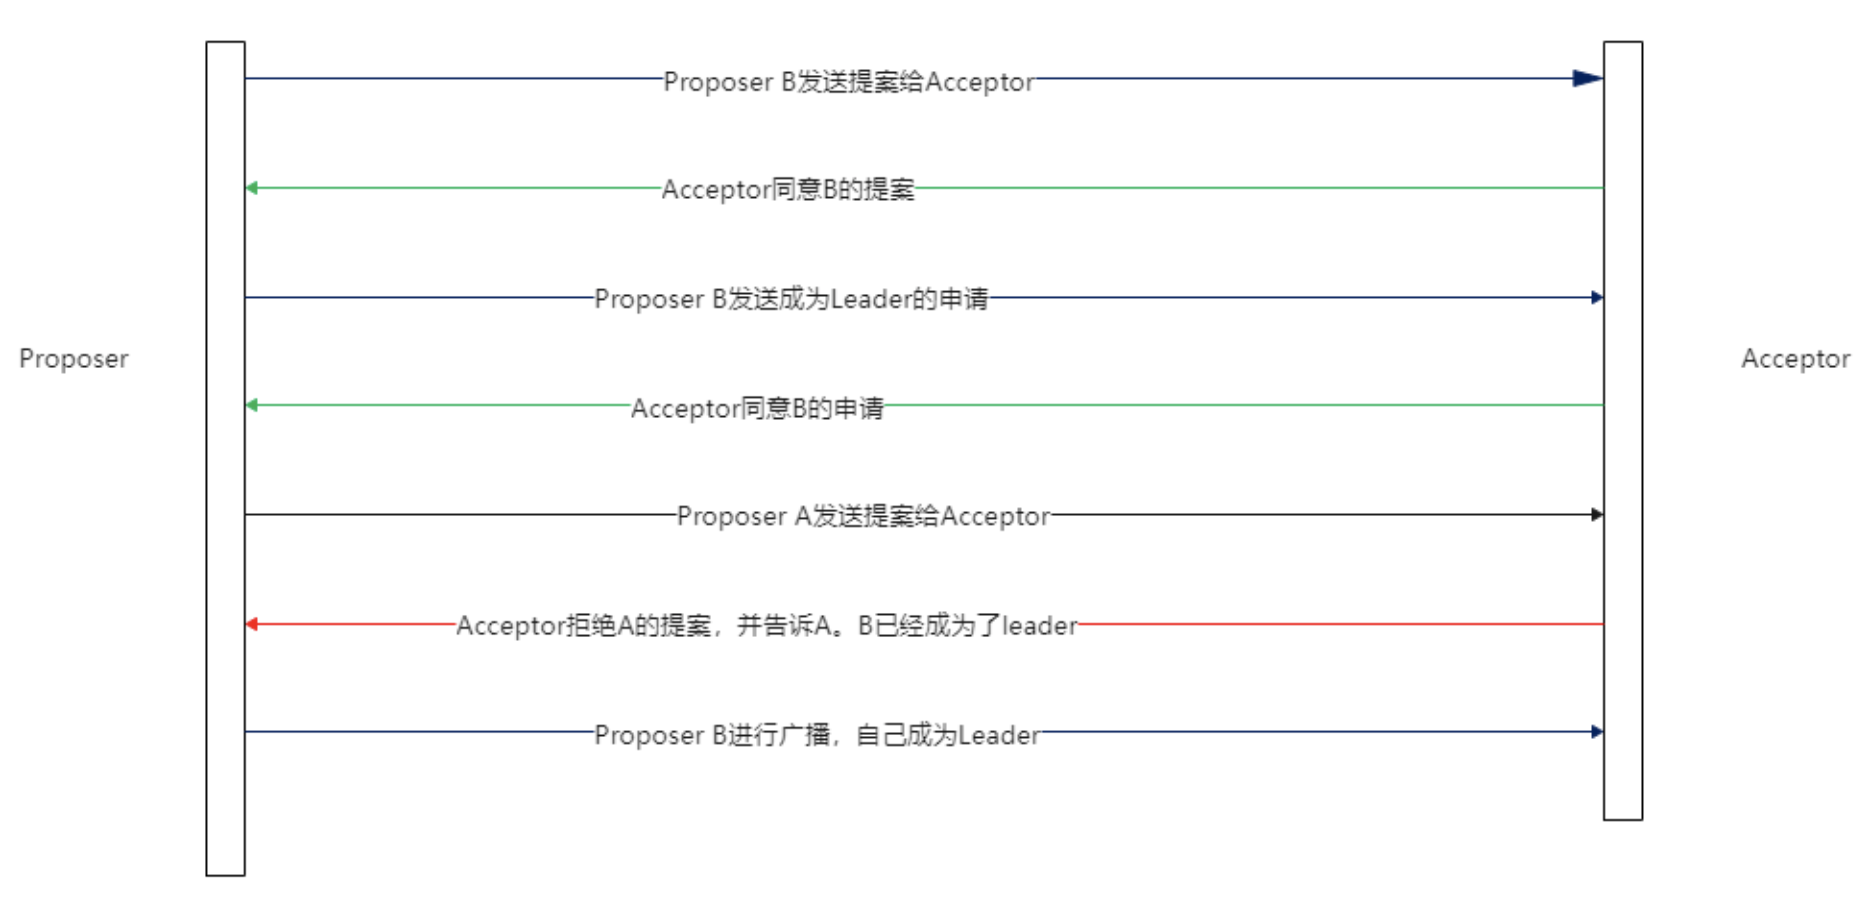 Proposer B发送提案给Acceptor
Acceptor同意B的提案
Proposer B发送成为Leader的申请
Proposer
Acceptor
Acceptor同意B的申请
Proposer A发送提案给Acceptor
Acceptor拒绝A的提案，并告诉A。B已经成为了leader
Proposer B进行广播，自己成为Leader